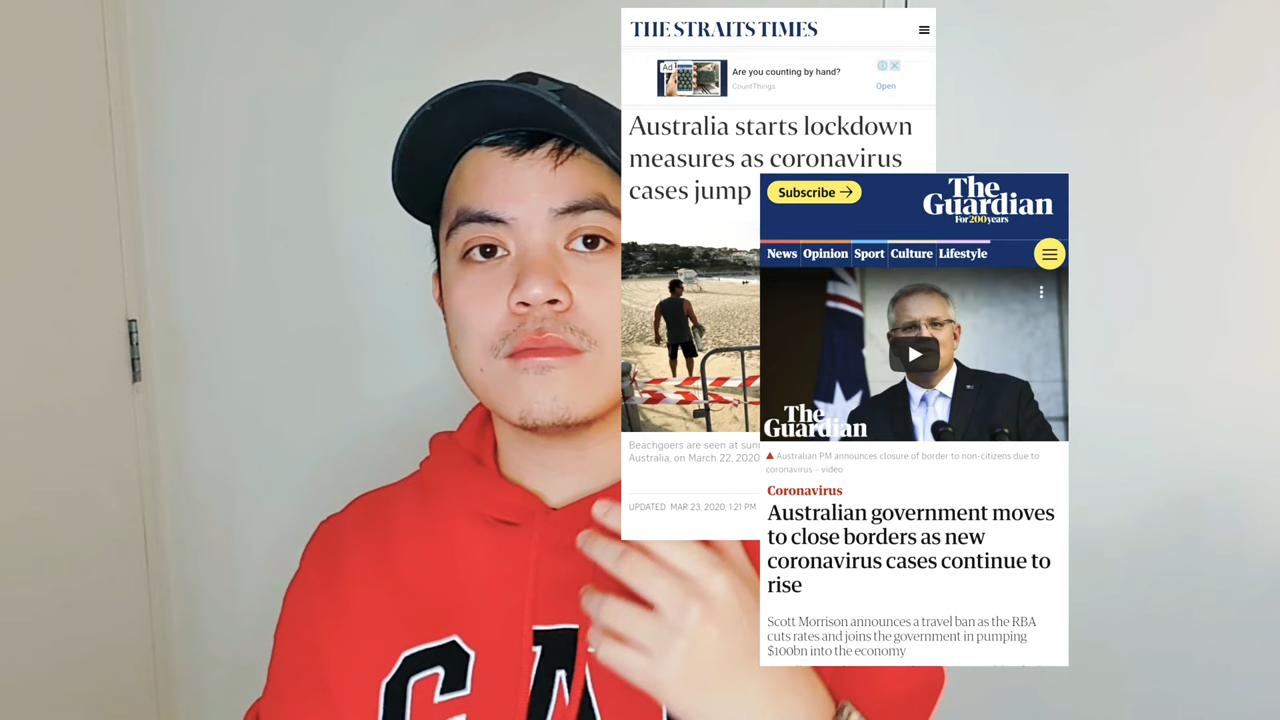 THE STRAITS TIMES
Ad
Are you counting by hand?
CountThings
Open
Australia starts lockdown
measures as coronavirus
cases jump
Beachgoers are seen at
Australia, on March 22, 2020
UPDATED MAR 23, 2020, 1:21 PM
Subscribe →
The
Guardian
For 200 years
News Opinion Sport Culture Lifestyle
The
Guardian
Australian PM announces closure of border to non-citizens due to
coronavirus – video
Coronavirus
Australian government moves
to close borders as new
coronavirus cases continue to
rise
Scott Morrison announces a travel ban as the RBA
cuts rates and joins the government in pumping
$100bn into the economy
GA